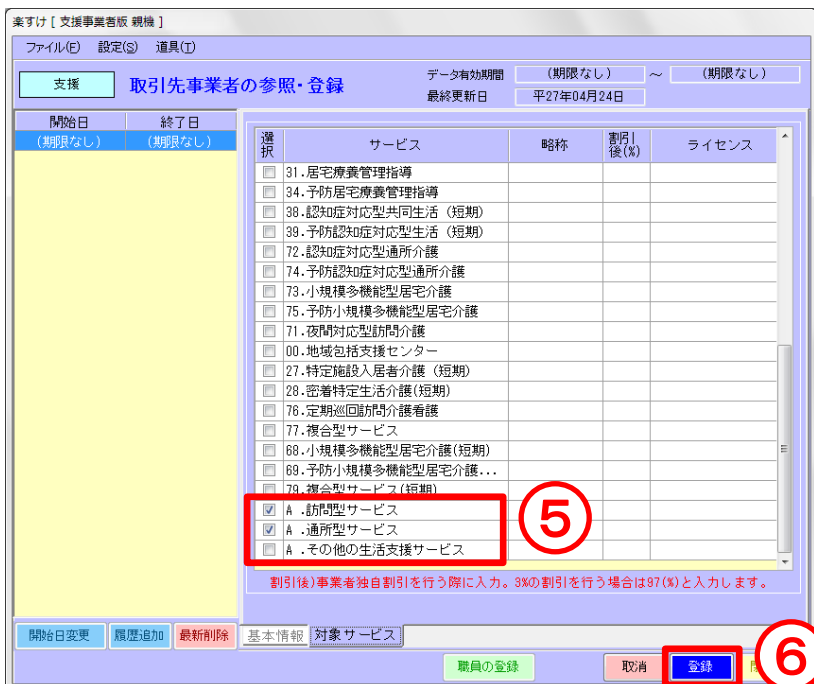 楽すけ [ 支援事業者版 親機 ]
ファイル(F) 設定(S) 道具(T)
支援 取引先事業者の参照・登録 データ有効期間 (期限なし) ～ (期限なし)
最終更新日 平27年04月24日
開始日 終了日
(期限なし) (期限なし)
選択 サービス 略称 割引後(%) ライセンス
31.居宅療養管理指導
34.予防居宅療養管理指導
38.認知症対応型共同生活（短期）
39.予防認知症対応型生活（短期）
72.認知症対応型通所介護
74.予防認知症対応型通所介護
73.小規模多機能型居宅介護
75.予防小規模多機能型居宅介護
71.夜間対応型訪問介護
00.地域包括支援センター
27.特定施設入居者介護（短期）
28.密着特定生活介護(短期)
76.定期巡回訪問介護看護
77.複合型サービス
68.小規模多機能型居宅介護(短期)
69.予防小規模多機能型居宅介護...
79.複合型サービス(短期)
A .訪問型サービス
A .通所型サービス
A .その他の生活支援サービス
⑤
割引後)事業者独自割引を行う際に入力。3%の割引を行う場合は97(%)と入力します。
開始日変更 履歴追加 最新削除 基本情報 対象サービス
職員の登録 取消 登録
⑥